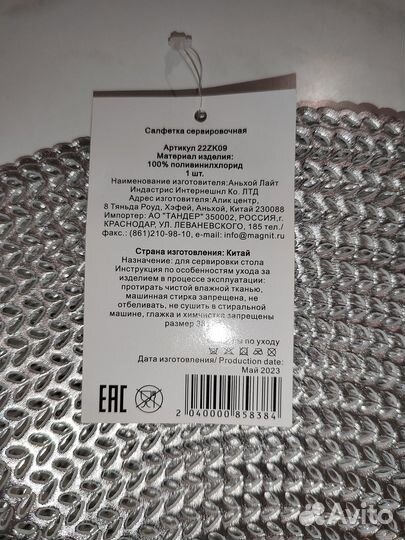 Салфетка сервировочная
Артикул 22ZK09
Материал изделия:
100% поливинилхлорид
1 шт.
Наименование изготовителя:Аньхой Лайт
Индастрис Интернешнл Ко. ЛТД
Адрес изготовителя:Алик центр,
8 Тяньда Роуд, Хэфей, Аньхой, Китай 230088
Импортер: АО "ТАНДЕР" 350002, РОССИЯ,г.
КРАСНОДАР, УЛ. ЛЕВАНЕВСКОГО, 185 тел./
факс.: (861)210-98-10, e-mail: info@magnit.ru
Страна изготовления: Китай
Назначение: для сервировки стола
Инструкция по особенностям ухода за
изделием в процессе эксплуатации:
протирать чистой влажной тканью,
машинная стирка запрещена, не
отбеливать, не сушить в стиральной
машине, глажка и химчистка запрещены
размер
по уходу
Дата изготовления/ Production date:
Май 2023
EAC
2 040000 858384
Avito